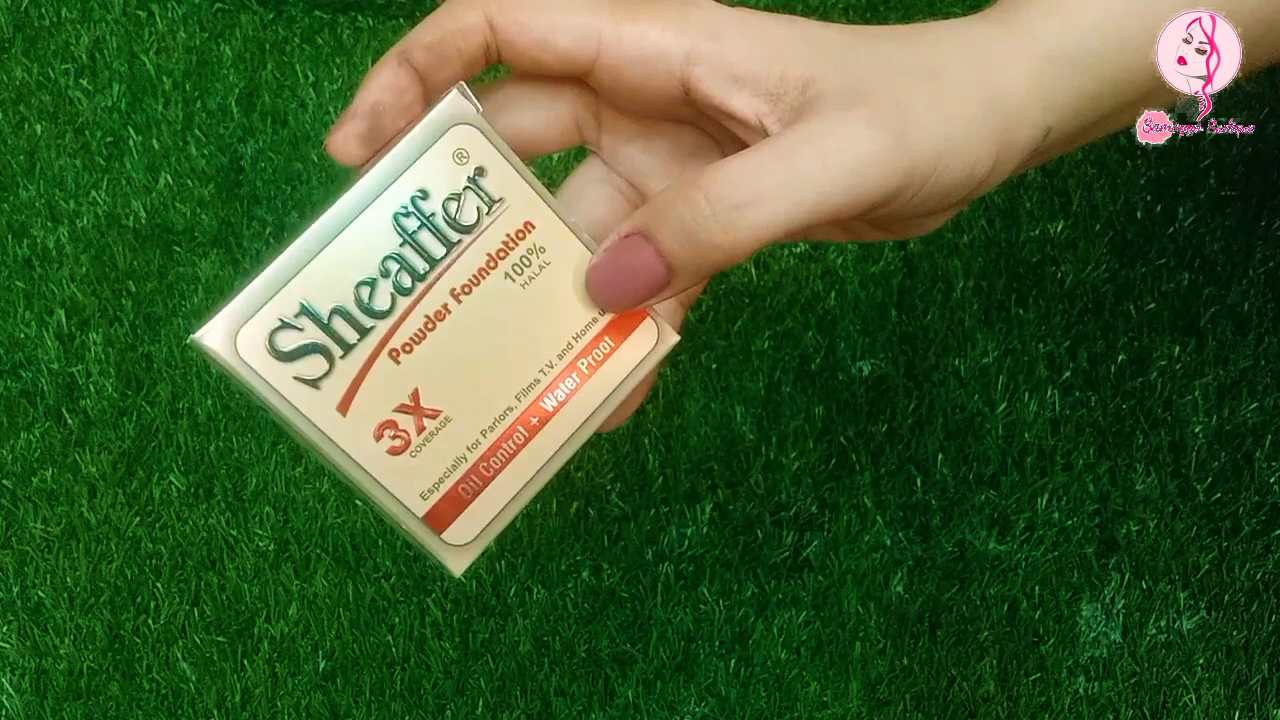 Sheaffer®
Powder Foundation
100%
HALAL
3X
COVERAGE
Especially for Parlors, Films T.V. and Home
Oil Control + Water Proof